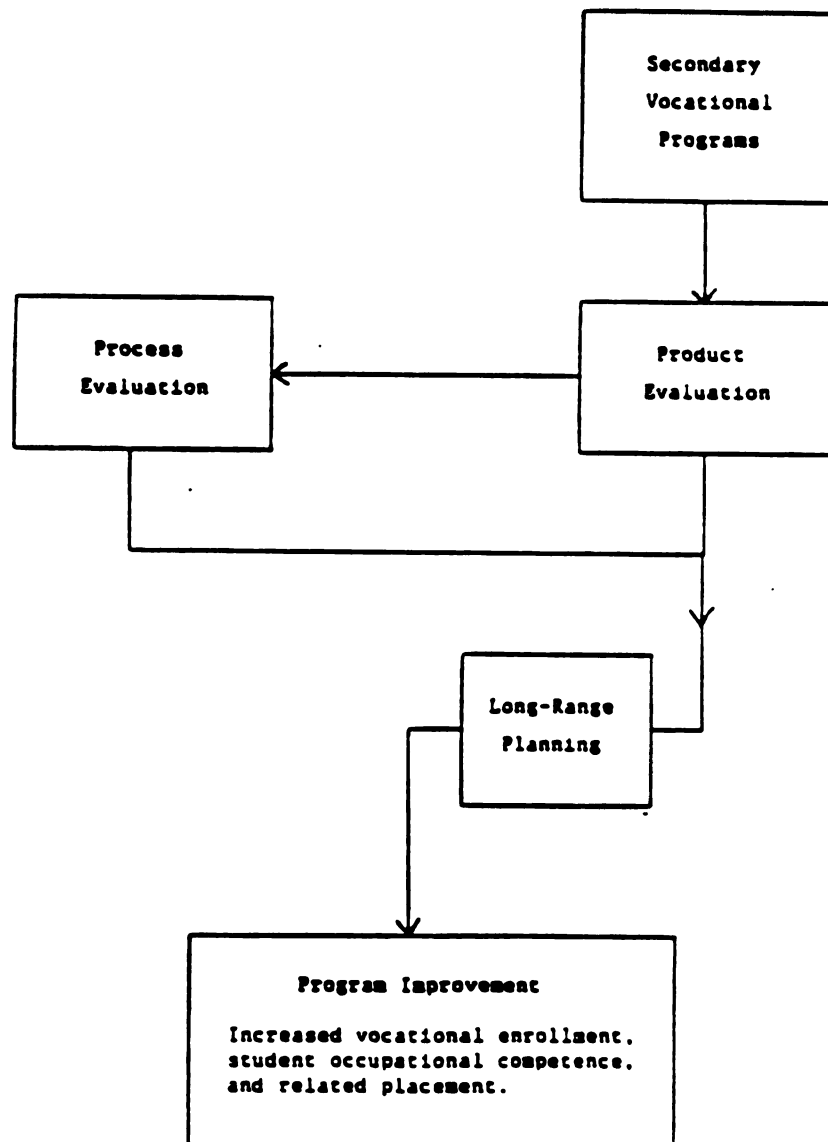 Secondary
Vocational
Programs
Process
Evaluation
Product
Evaluation
Long-Range
Planning
Program Improvement
Increased vocational enrollment,
student occupational competence,
and related placement.